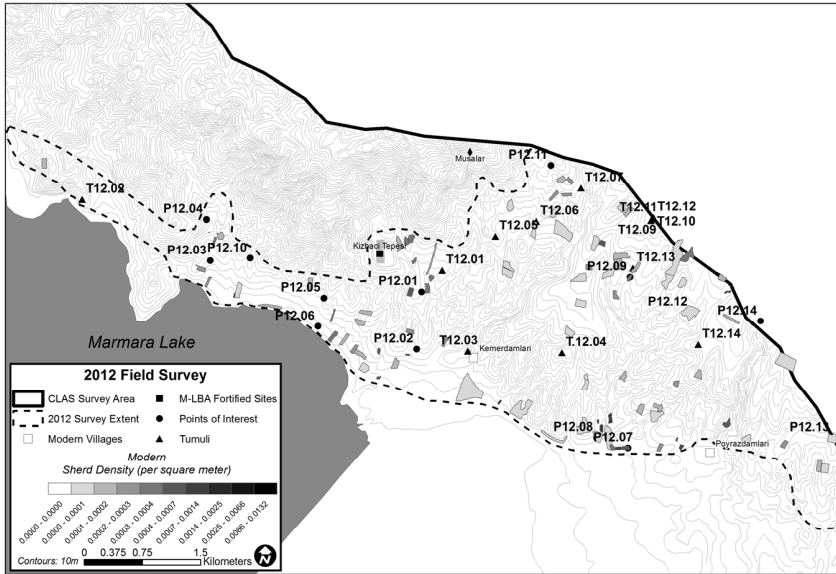 Musalar
P12.11
T12.07
T12.02
P12.04
T12.11 T12.12
T12.06
T12.10
T12.05
T12.09
Kizbaci Tepesi
P12.03 P12.10
T12.01
T12.13
P12.09
P12.01
P12.05
P12.12
P12.14
P12.06
Marmara Lake
P12.02
T12.03
Kemerdamlari
T.12.04
T12.14
2012 Field Survey
CLAS Survey Area
M-LBA Fortified Sites
2012 Survey Extent
Points of Interest
Modern Villages
Tumuli
Modern
Sherd Density (per square meter)
0.0000 - 0.0000
0.0000 - 0.0001
0.0001 - 0.0002
0.0002 - 0.0003
0.0003 - 0.0004
0.0004 - 0.0007
0.0007 - 0.0014
0.0014 - 0.0025
0.0025 - 0.0066
0.0066 - 0.0132
Contours: 10m
0 0.375 0.75 1.5
Kilometers
N
P12.08
P12.07
P12.13
Poyrazdamlari